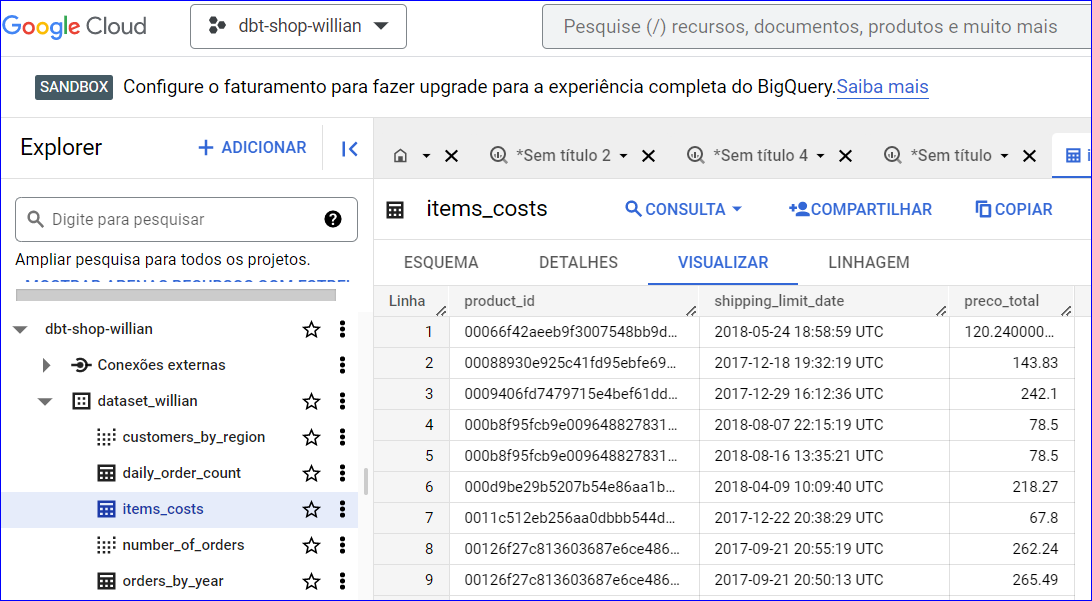 Google Cloud dbt-shop-willian Pesquise (/) recursos, documentos, produtos e muito mais
SANDBOX Configure o faturamento para fazer upgrade para a experiência completa do BigQuery. Saiba mais
Explorer + ADICIONAR
*Sem título 2 *Sem título 4 *Sem título
Digite para pesquisar
Ampliar pesquisa para todos os projetos.
dbt-shop-willian
Conexões externas
dataset_willian
customers_by_region
daily_order_count
items_costs
number_of_orders
orders_by_year
items_costs CONSULTA COMPARTILHAR COPIAR
ESQUEMA DETALHES VISUALIZAR LINHAGEM
Linha product_id shipping_limit_date preco_total
1 00066f42aeeb9f3007548bb9d... 2018-05-24 18:58:59 UTC 120.240000...
2 00088930e925c41fd95ebfe69... 2017-12-18 19:32:19 UTC 143.83
3 0009406fd7479715e4bef61dd... 2017-12-29 16:12:36 UTC 242.1
4 000b8f95fcb9e009648827831... 2018-08-07 22:15:19 UTC 78.5
5 000b8f95fcb9e009648827831... 2018-08-16 13:35:21 UTC 78.5
6 000d9be29b5207b54e86aa1b... 2018-04-09 10:09:40 UTC 218.27
7 0011c512eb256aa0dbbb544d... 2017-12-22 20:38:29 UTC 67.8
8 00126f27c813603687e6ce486... 2017-09-21 20:55:19 UTC 262.24
9 00126f27c813603687e6ce486... 2017-09-21 20:50:13 UTC 265.49